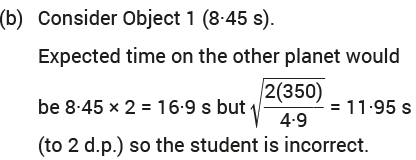 (b) Consider Object 1 (8·45 s).
Expected time on the other planet would
be 8·45 × 2 = 16·9 s but √(2(350)/4·9) = 11·95 s
(to 2 d.p.) so the student is incorrect.